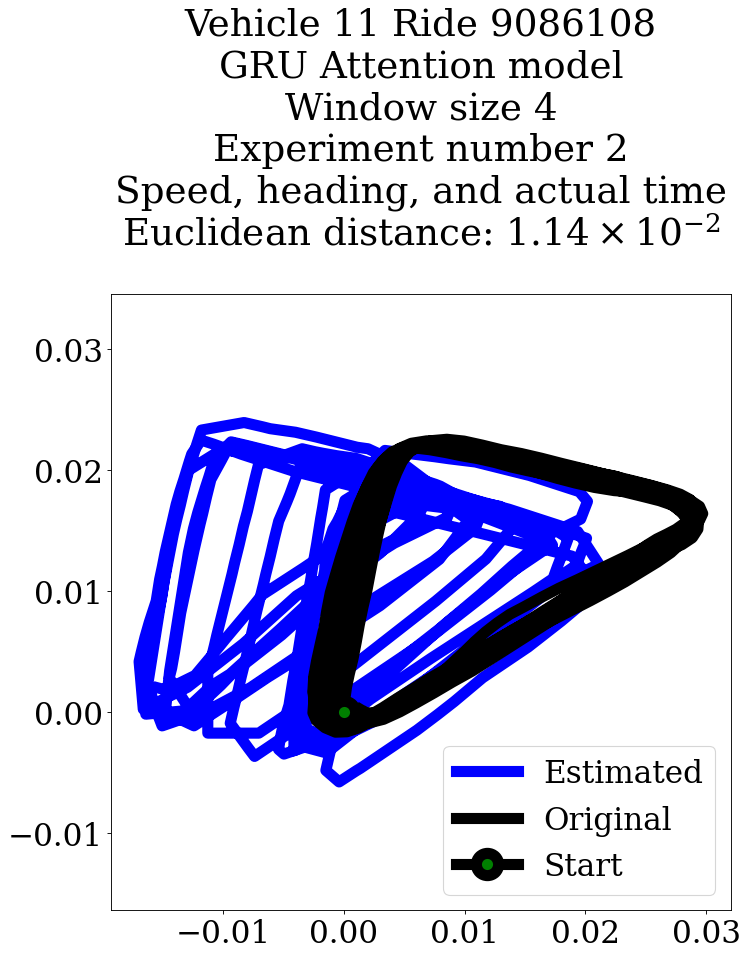 Vehicle 11 Ride 9086108
GRU Attention model
Window size 4
Experiment number 2
Speed, heading, and actual time
Euclidean distance: 1.14 × 10⁻²
0.03
0.02
0.01
0.00
−0.01
Estimated
Original
Start
−0.01 0.00 0.01 0.02 0.03